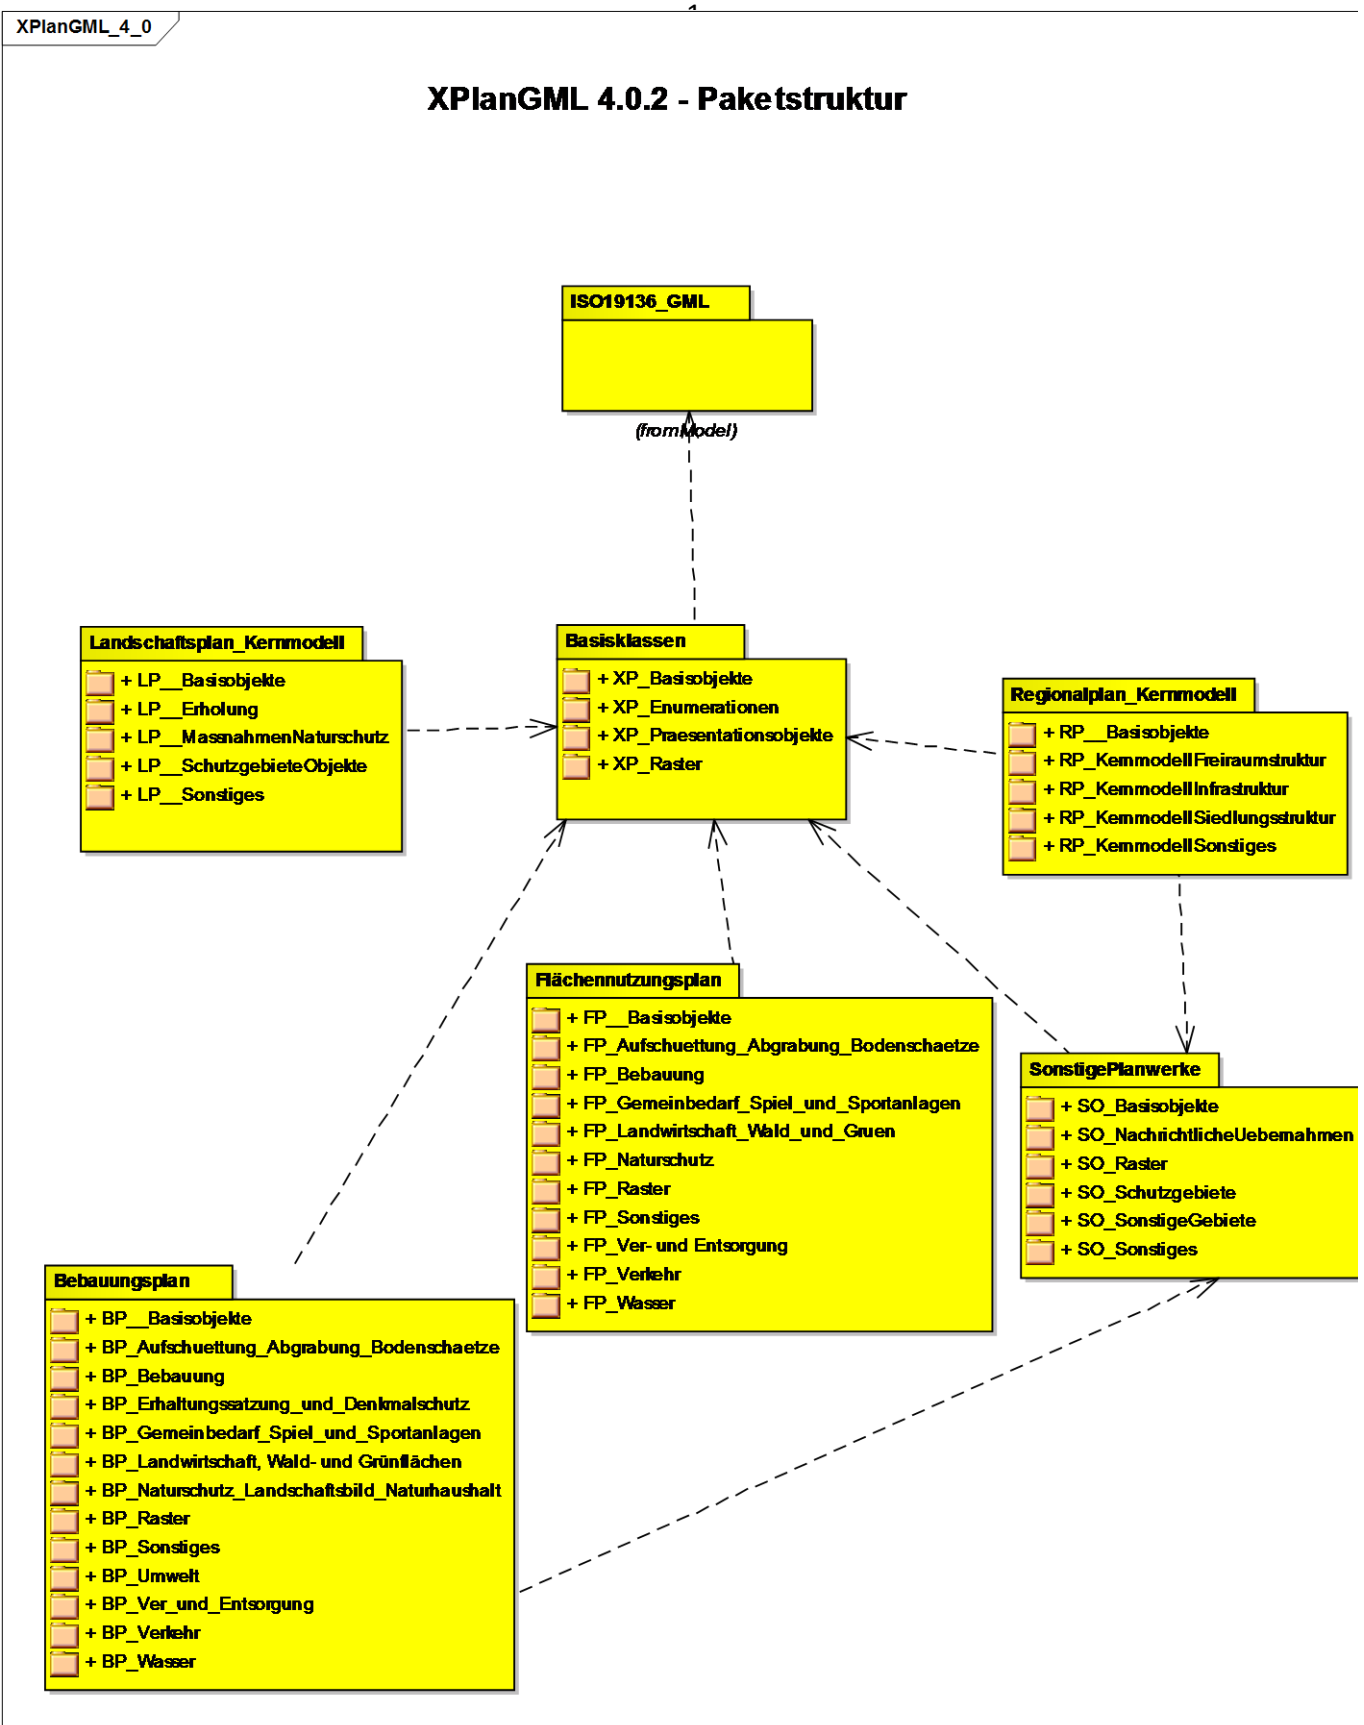 XPlanGML_4_0
XPlanGML 4.0.2 - Paketstruktur
ISO19136_GML
(from Model)
Landschaftsplan_Kernmodell
+ LP__Basisobjekte
+ LP__Erholung
+ LP__MassnahmenNaturschutz
+ LP__SchutzgebieteObjekte
+ LP__Sonstiges
Basisklassen
+ XP_Basisobjekte
+ XP_Enumerationen
+ XP_Praesentationsobjekte
+ XP_Raster
Regionalplan_Kernmodell
+ RP__Basisobjekte
+ RP_KernmodellFreiraumstruktur
+ RP_KernmodellInfrastruktur
+ RP_KernmodellSiedlungsstruktur
+ RP_KernmodellSonstiges
Flächennutzungsplan
+ FP__Basisobjekte
+ FP_Aufschuettung_Abgrabung_Bodenschaetze
+ FP_Bebauung
+ FP_Gemeinbedarf_Spiel_und_Sportanlagen
+ FP_Landwirtschaft_Wald_und_Gruen
+ FP_Naturschutz
+ FP_Raster
+ FP_Sonstiges
+ FP_Ver- und Entsorgung
+ FP_Verkehr
+ FP_Wasser
SonstigePlanwerke
+ SO_Basisobjekte
+ SO_NachrichtlicheUebernahmen
+ SO_Raster
+ SO_Schutzgebiete
+ SO_SonstigeGebiete
+ SO_Sonstiges
Bebauungsplan
+ BP__Basisobjekte
+ BP_Aufschuettung_Abgrabung_Bodenschaetze
+ BP_Bebauung
+ BP_Erhaltungssatzung_und_Denkmalschutz
+ BP_Gemeinbedarf_Spiel_und_Sportanlagen
+ BP_Landwirtschaft, Wald- und Grünflächen
+ BP_Naturschutz_Landschaftsbild_Naturhaushalt
+ BP_Raster
+ BP_Sonstiges
+ BP_Umwelt
+ BP_Ver_und_Entsorgung
+ BP_Verkehr
+ BP_Wasser